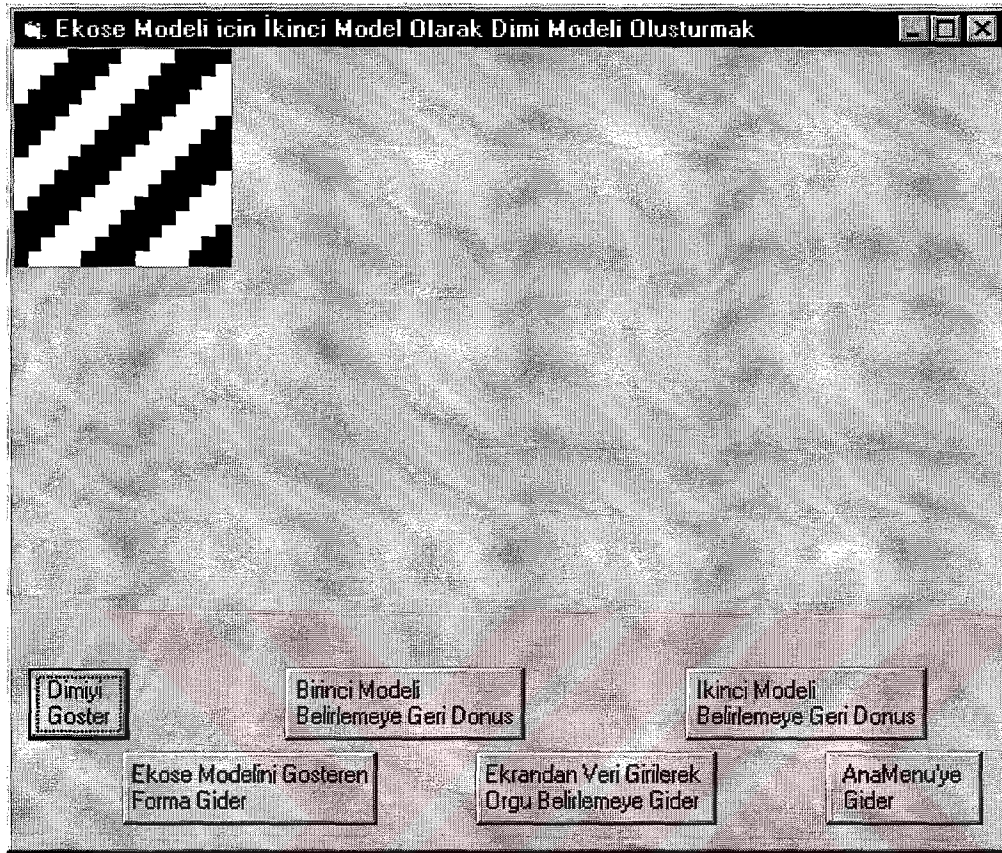 Ekose Modeli icin İkinci Model Olarak Dimi Modeli Olusturmak
Dimiyi
Goster
Birinci Modeli
Belirlemeye Geri Donus
Ikinci Modeli
Belirlemeye Geri Donus
Ekose Modelini Gosteren
Forma Gider
Ekrandan Veri Girilerek
Orgu Belirlemeye Gider
AnaMenu'ye
Gider